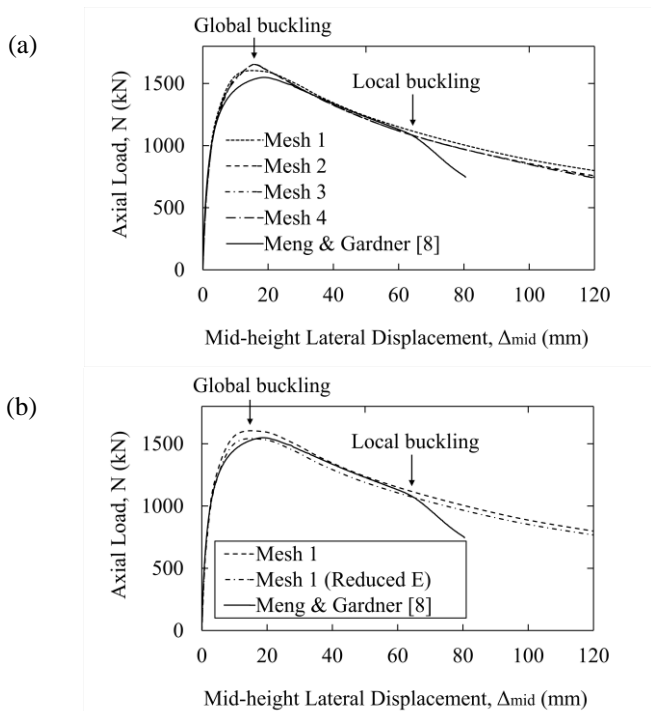 (a)
Global buckling
Local buckling
1500
1000
500
0
Axial Load, N (kN)
Mesh 1
Mesh 2
Mesh 3
Mesh 4
Meng & Gardner [8]
0 20 40 60 80 100 120
Mid-height Lateral Displacement, Δmid (mm)
(b)
Global buckling
Local buckling
1500
1000
500
0
Axial Load, N (kN)
Mesh 1
Mesh 1 (Reduced E)
Meng & Gardner [8]
0 20 40 60 80 100 120
Mid-height Lateral Displacement, Δmid (mm)